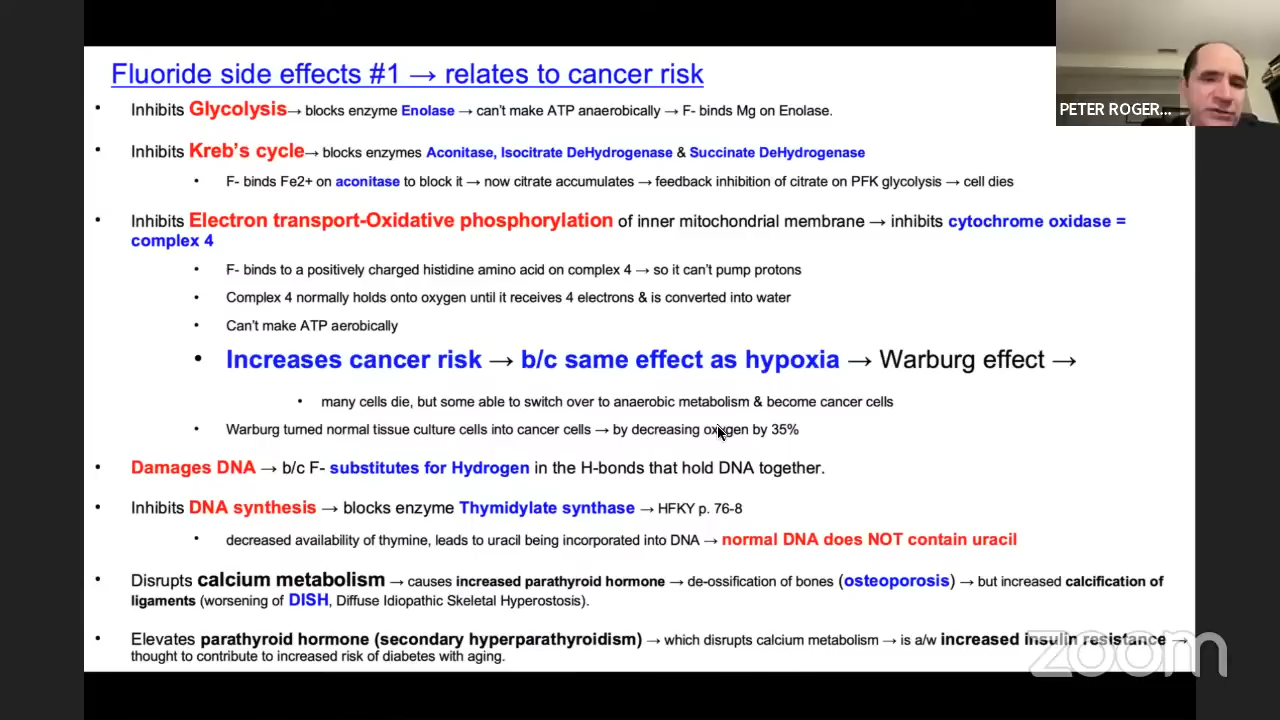 Fluoride side effects #1 → relates to cancer risk
PETER ROGER...
• Inhibits Glycolysis→ blocks enzyme Enolase → can't make ATP anaerobically → F- binds Mg on Enolase.
• Inhibits Kreb's cycle→ blocks enzymes Aconitase, Isocitrate DeHydrogenase & Succinate DeHydrogenase
• F- binds Fe2+ on aconitase to block it → now citrate accumulates → feedback inhibition of citrate on PFK glycolysis → cell dies
• Inhibits Electron transport-Oxidative phosphorylation of inner mitochondrial membrane → inhibits cytochrome oxidase =
complex 4
• F- binds to a positively charged histidine amino acid on complex 4 → so it can't pump protons
• Complex 4 normally holds onto oxygen until it receives 4 electrons & is converted into water
• Can't make ATP aerobically
• Increases cancer risk → b/c same effect as hypoxia → Warburg effect →
• many cells die, but some able to switch over to anaerobic metabolism & become cancer cells
• Warburg turned normal tissue culture cells into cancer cells → by decreasing oxygen by 35%
• Damages DNA → b/c F- substitutes for Hydrogen in the H-bonds that hold DNA together.
• Inhibits DNA synthesis → blocks enzyme Thymidylate synthase → HFKY p. 76-8
• decreased availability of thymine, leads to uracil being incorporated into DNA → normal DNA does NOT contain uracil
• Disrupts calcium metabolism → causes increased parathyroid hormone → de-ossification of bones (osteoporosis) → but increased calcification of
ligaments (worsening of DISH, Diffuse Idiopathic Skeletal Hyperostosis).
• Elevates parathyroid hormone (secondary hyperparathyroidism) → which disrupts calcium metabolism → is a/w increased insulin resistance →
thought to contribute to increased risk of diabetes with aging.
zoom